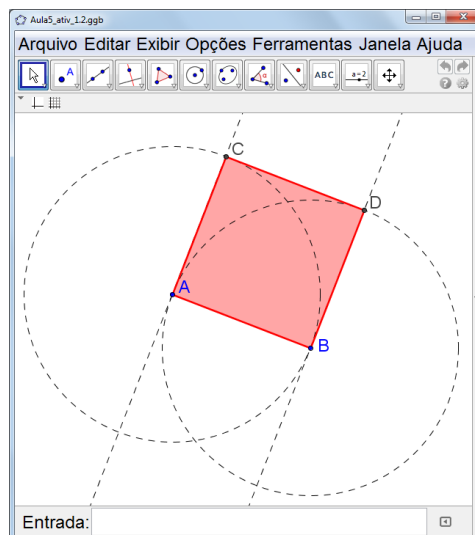 Aula5_ativ_1.2.ggb
Arquivo Editar Exibir Opções Ferramentas Janela Ajuda
A α ABC a=2
?
C
D
A
B
Entrada: